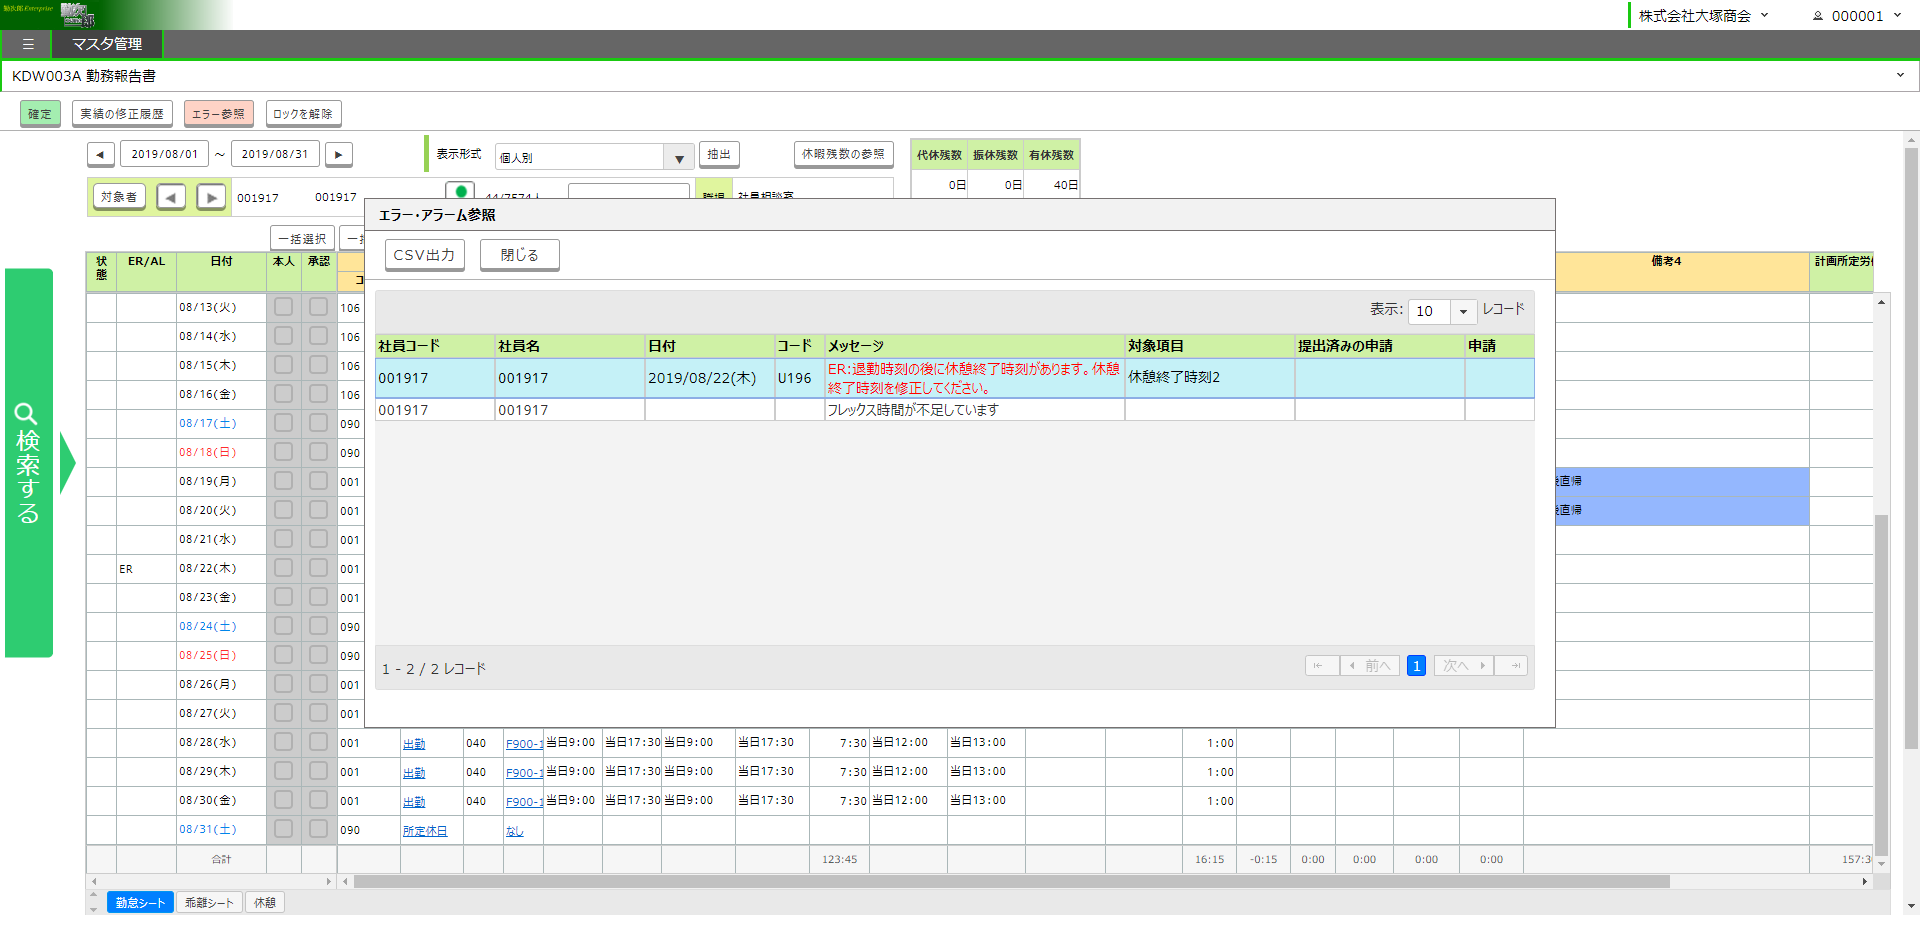 勤次郎Enterprise
株式会社大塚商会
000001
マスタ管理
KDW003A 勤務報告書
確定 実績の修正履歴 エラー参照 ロックを解除
2019/08/01 ～ 2019/08/31
表示形式 個人別 抽出 休暇残数の参照
代休残数 振休残数 有休残数
0日 0日 40日
対象者 001917 001917
一括選択
エラー・アラーム参照
CSV出力 閉じる
表示: 10 レコード
社員コード 社員名 日付 コード メッセージ 対象項目 提出済みの申請 申請
001917 001917 2019/08/22(木) U196 ER:退勤時刻の後に休憩終了時刻があります。休憩
終了時刻を修正してください。 休憩終了時刻2
001917 001917 フレックス時間が不足しています
1 - 2 / 2 レコード
前へ 1 次へ
検索する
状態 ER/AL 日付 本人 承認 備考4 計画所定労
08/13(火) 106
08/14(水) 106
08/15(木) 106
08/16(金) 106
08/17(土) 090
08/18(日) 090
08/19(月) 001 直帰
08/20(火) 001 直帰
08/21(水) 001
ER 08/22(木) 001
08/23(金) 001
08/24(土) 090
08/25(日) 090
08/26(月) 001
08/27(火) 001
08/28(水) 001 出勤 040 F900-1 当日9:00 当日17:30 当日9:00 当日17:30 7:30 当日12:00 当日13:00 1:00
08/29(木) 001 出勤 040 F900-1 当日9:00 当日17:30 当日9:00 当日17:30 7:30 当日12:00 当日13:00 1:00
08/30(金) 001 出勤 040 F900-1 当日9:00 当日17:30 当日9:00 当日17:30 7:30 当日12:00 当日13:00 1:00
08/31(土) 090 所定休日 なし
合計 123:45 16:15 -0:15 0:00 0:00 0:00 0:00 157:3
勤怠シート 乖離シート 休憩